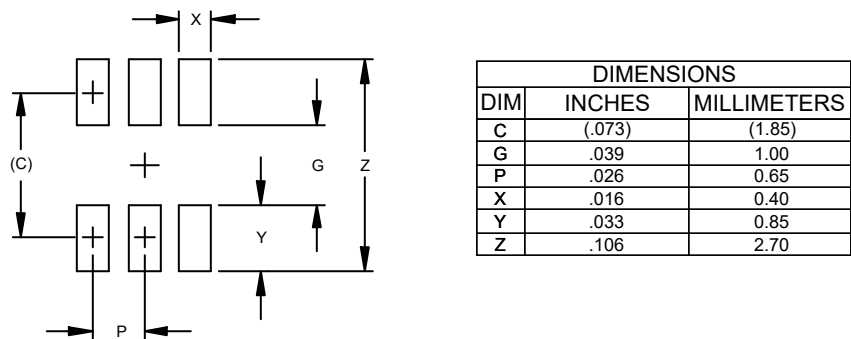 X
(C)
G
Z
Y
P
DIMENSIONS
DIM INCHES MILLIMETERS
C (.073) (1.85)
G .039 1.00
P .026 0.65
X .016 0.40
Y .033 0.85
Z .106 2.70